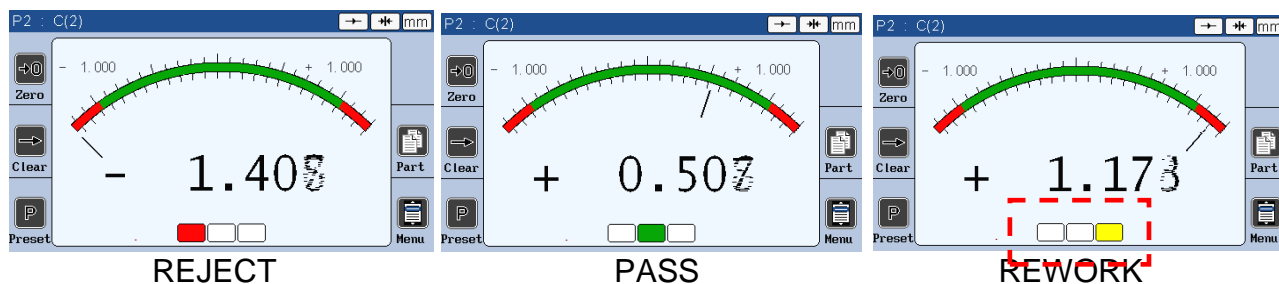 P2 : C(2) mm
- 1.000 + 1.000
Zero
Clear
Part
- 1.40
P
Preset
Menu
REJECT
P2 : C(2) mm
- 1.000 + 1.000
Zero
Clear
Part
+ 0.507
P
Preset
Menu
PASS
P2 : C(2) mm
- 1.000 + 1.000
Zero
Clear
Part
+ 1.173
P
Preset
Menu
REWORK